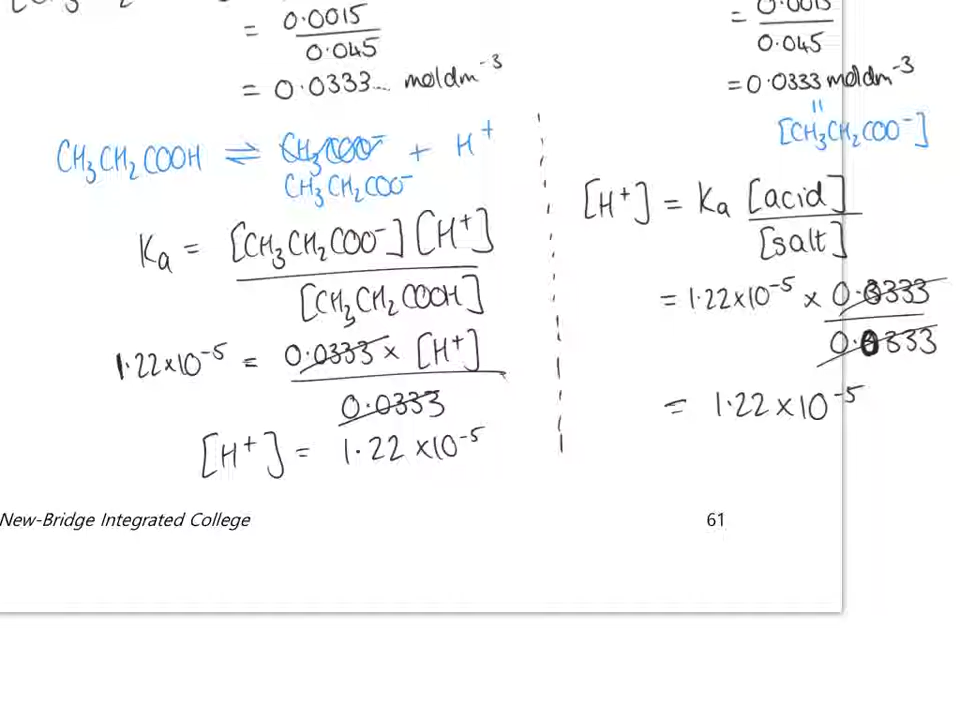 = 0.0015
0.045
= 0.0333... moldm⁻³
CH₃CH₂COOH ⇌ CH₃COO⁻ + H⁺
CH₃CH₂COO⁻
Ka = [CH₃CH₂COO⁻][H⁺]
[CH₃CH₂COOH]
1.22×10⁻⁵ = 0.0333 × [H⁺]
0.0333
[H⁺] = 1.22 ×10⁻⁵
= 0.0015
0.045
= 0.0333 moldm⁻³
=
[CH₃CH₂COO⁻]
[H⁺] = Ka [acid]
[salt]
= 1.22×10⁻⁵ × 0.0333
0.0333
= 1.22 ×10⁻⁵
New-Bridge Integrated College
61